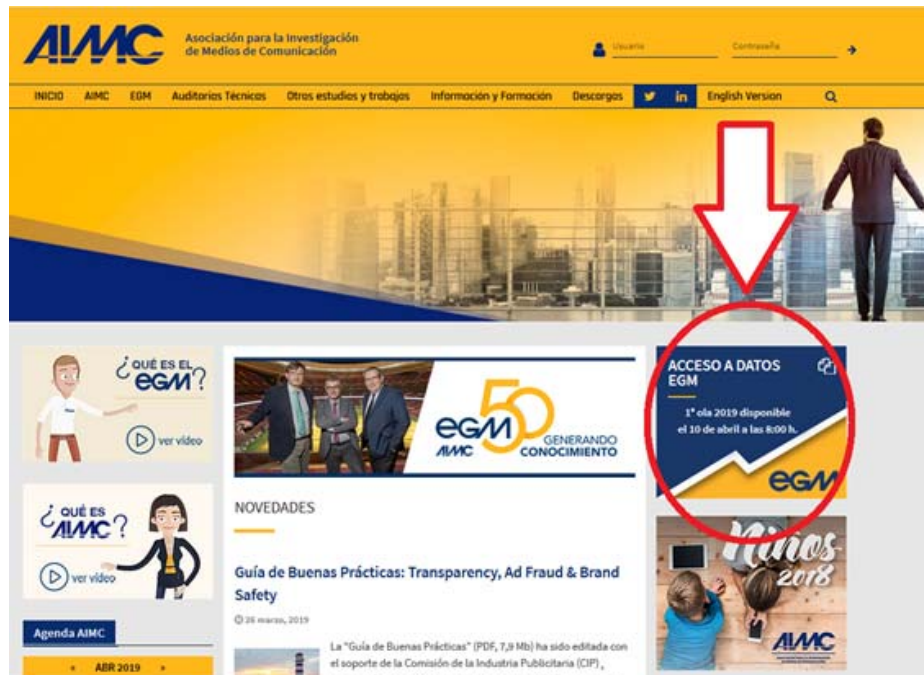 AIMC
Asociación para la Investigación
de Medios de Comunicación
Usuario
Contraseña
INICIO AIMC EGM Auditorías Técnicas Otros estudios y trabajos Información y Formación Descargas in English Version
¿QUÉ ES EL
EGM?
ver vídeo
¿QUÉ ES
AIMC?
ver vídeo
Agenda AIMC
« ABR 2019 »
EGM 50
AIMC
GENERANDO
CONOCIMIENTO
NOVEDADES
Guía de Buenas Prácticas: Transparency, Ad Fraud & Brand
Safety
26 marzo, 2019
La "Guía de Buenas Prácticas" (PDF, 7,9 Mb) ha sido editada con
el soporte de la Comisión de la Industria Publicitaria (CIP) ,
ACCESO A DATOS
EGM
1ª ola 2019 disponible
el 10 de abril a las 8:00 h.
EGM
Niños
2018
AIMC